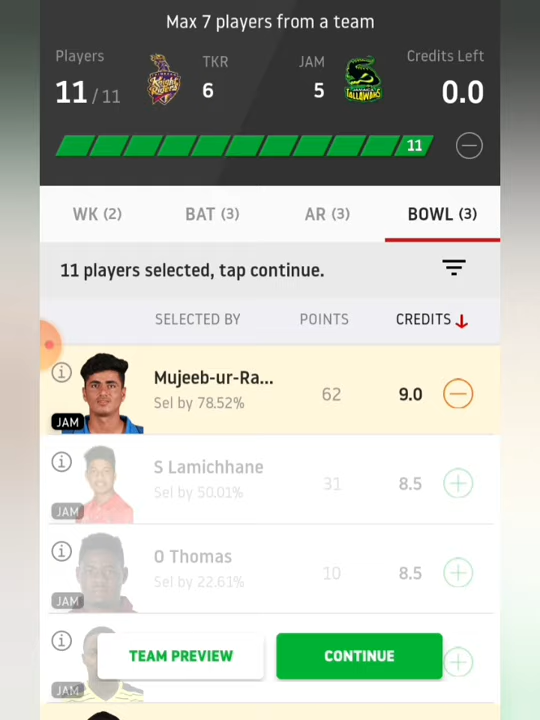 Max 7 players from a team
Players TKR JAM Credits Left
11/11 6 5 0.0
11
WK (2) BAT (3) AR (3) BOWL (3)
11 players selected, tap continue.
SELECTED BY POINTS CREDITS
Mujeeb-ur-Ra...
Sel by 78.52% 62 9.0
JAM
S Lamichhane
Sel by 50.01% 31 8.5
JAM
O Thomas
Sel by 22.61% 10 8.5
JAM
TEAM PREVIEW CONTINUE
JAM